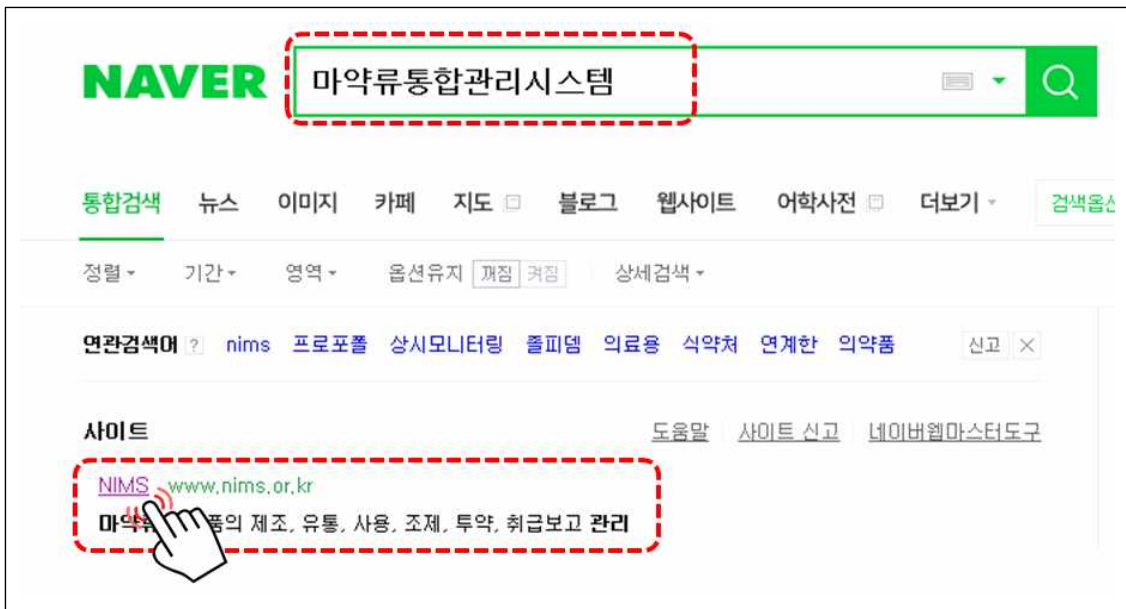 NAVER 마약류통합관리시스템
통합검색 뉴스 이미지 카페 지도 블로그 웹사이트 어학사전 더보기 검색옵션
정렬 기간 영역 옵션유지 꺼짐 켜짐 상세검색
연관검색어 ? nims 프로포폴 상시모니터링 졸피뎀 의료용 식약처 연계한 의약품 신고
사이트 도움말 사이트 신고 네이버웹마스터도구
NIMS www.nims.or.kr
제조, 유통, 사용, 조제, 투약, 취급보고 관리